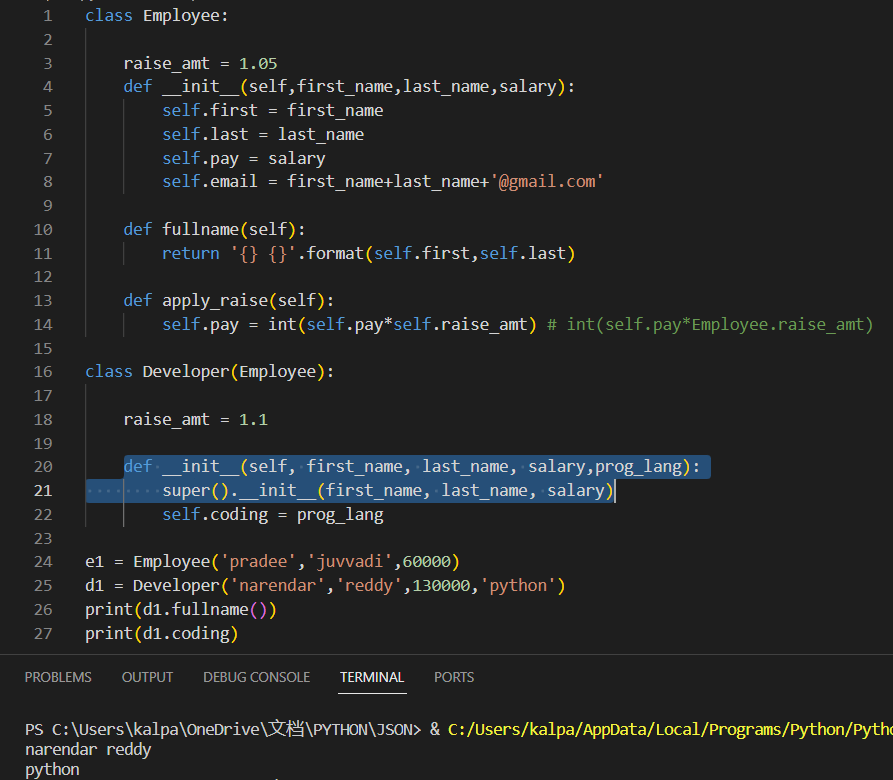 1 class Employee:
2
3 raise_amt = 1.05
4 def __init__(self,first_name,last_name,salary):
5 self.first = first_name
6 self.last = last_name
7 self.pay = salary
8 self.email = first_name+last_name+'@gmail.com'
9
10 def fullname(self):
11 return '{} {}'.format(self.first,self.last)
12
13 def apply_raise(self):
14 self.pay = int(self.pay*self.raise_amt) # int(self.pay*Employee.raise_amt)
15
16 class Developer(Employee):
17
18 raise_amt = 1.1
19
20 def __init__(self, first_name, last_name, salary,prog_lang):
21 super().__init__(first_name, last_name, salary)
22 self.coding = prog_lang
23
24 e1 = Employee('pradee','juvvadi',60000)
25 d1 = Developer('narendar','reddy',130000,'python')
26 print(d1.fullname())
27 print(d1.coding)
PROBLEMS OUTPUT DEBUG CONSOLE TERMINAL PORTS
PS C:\Users\kalpa\OneDrive\文档\PYTHON\JSON> & C:/Users/kalpa/AppData/Local/Programs/Python/Pytho
narendar reddy
python